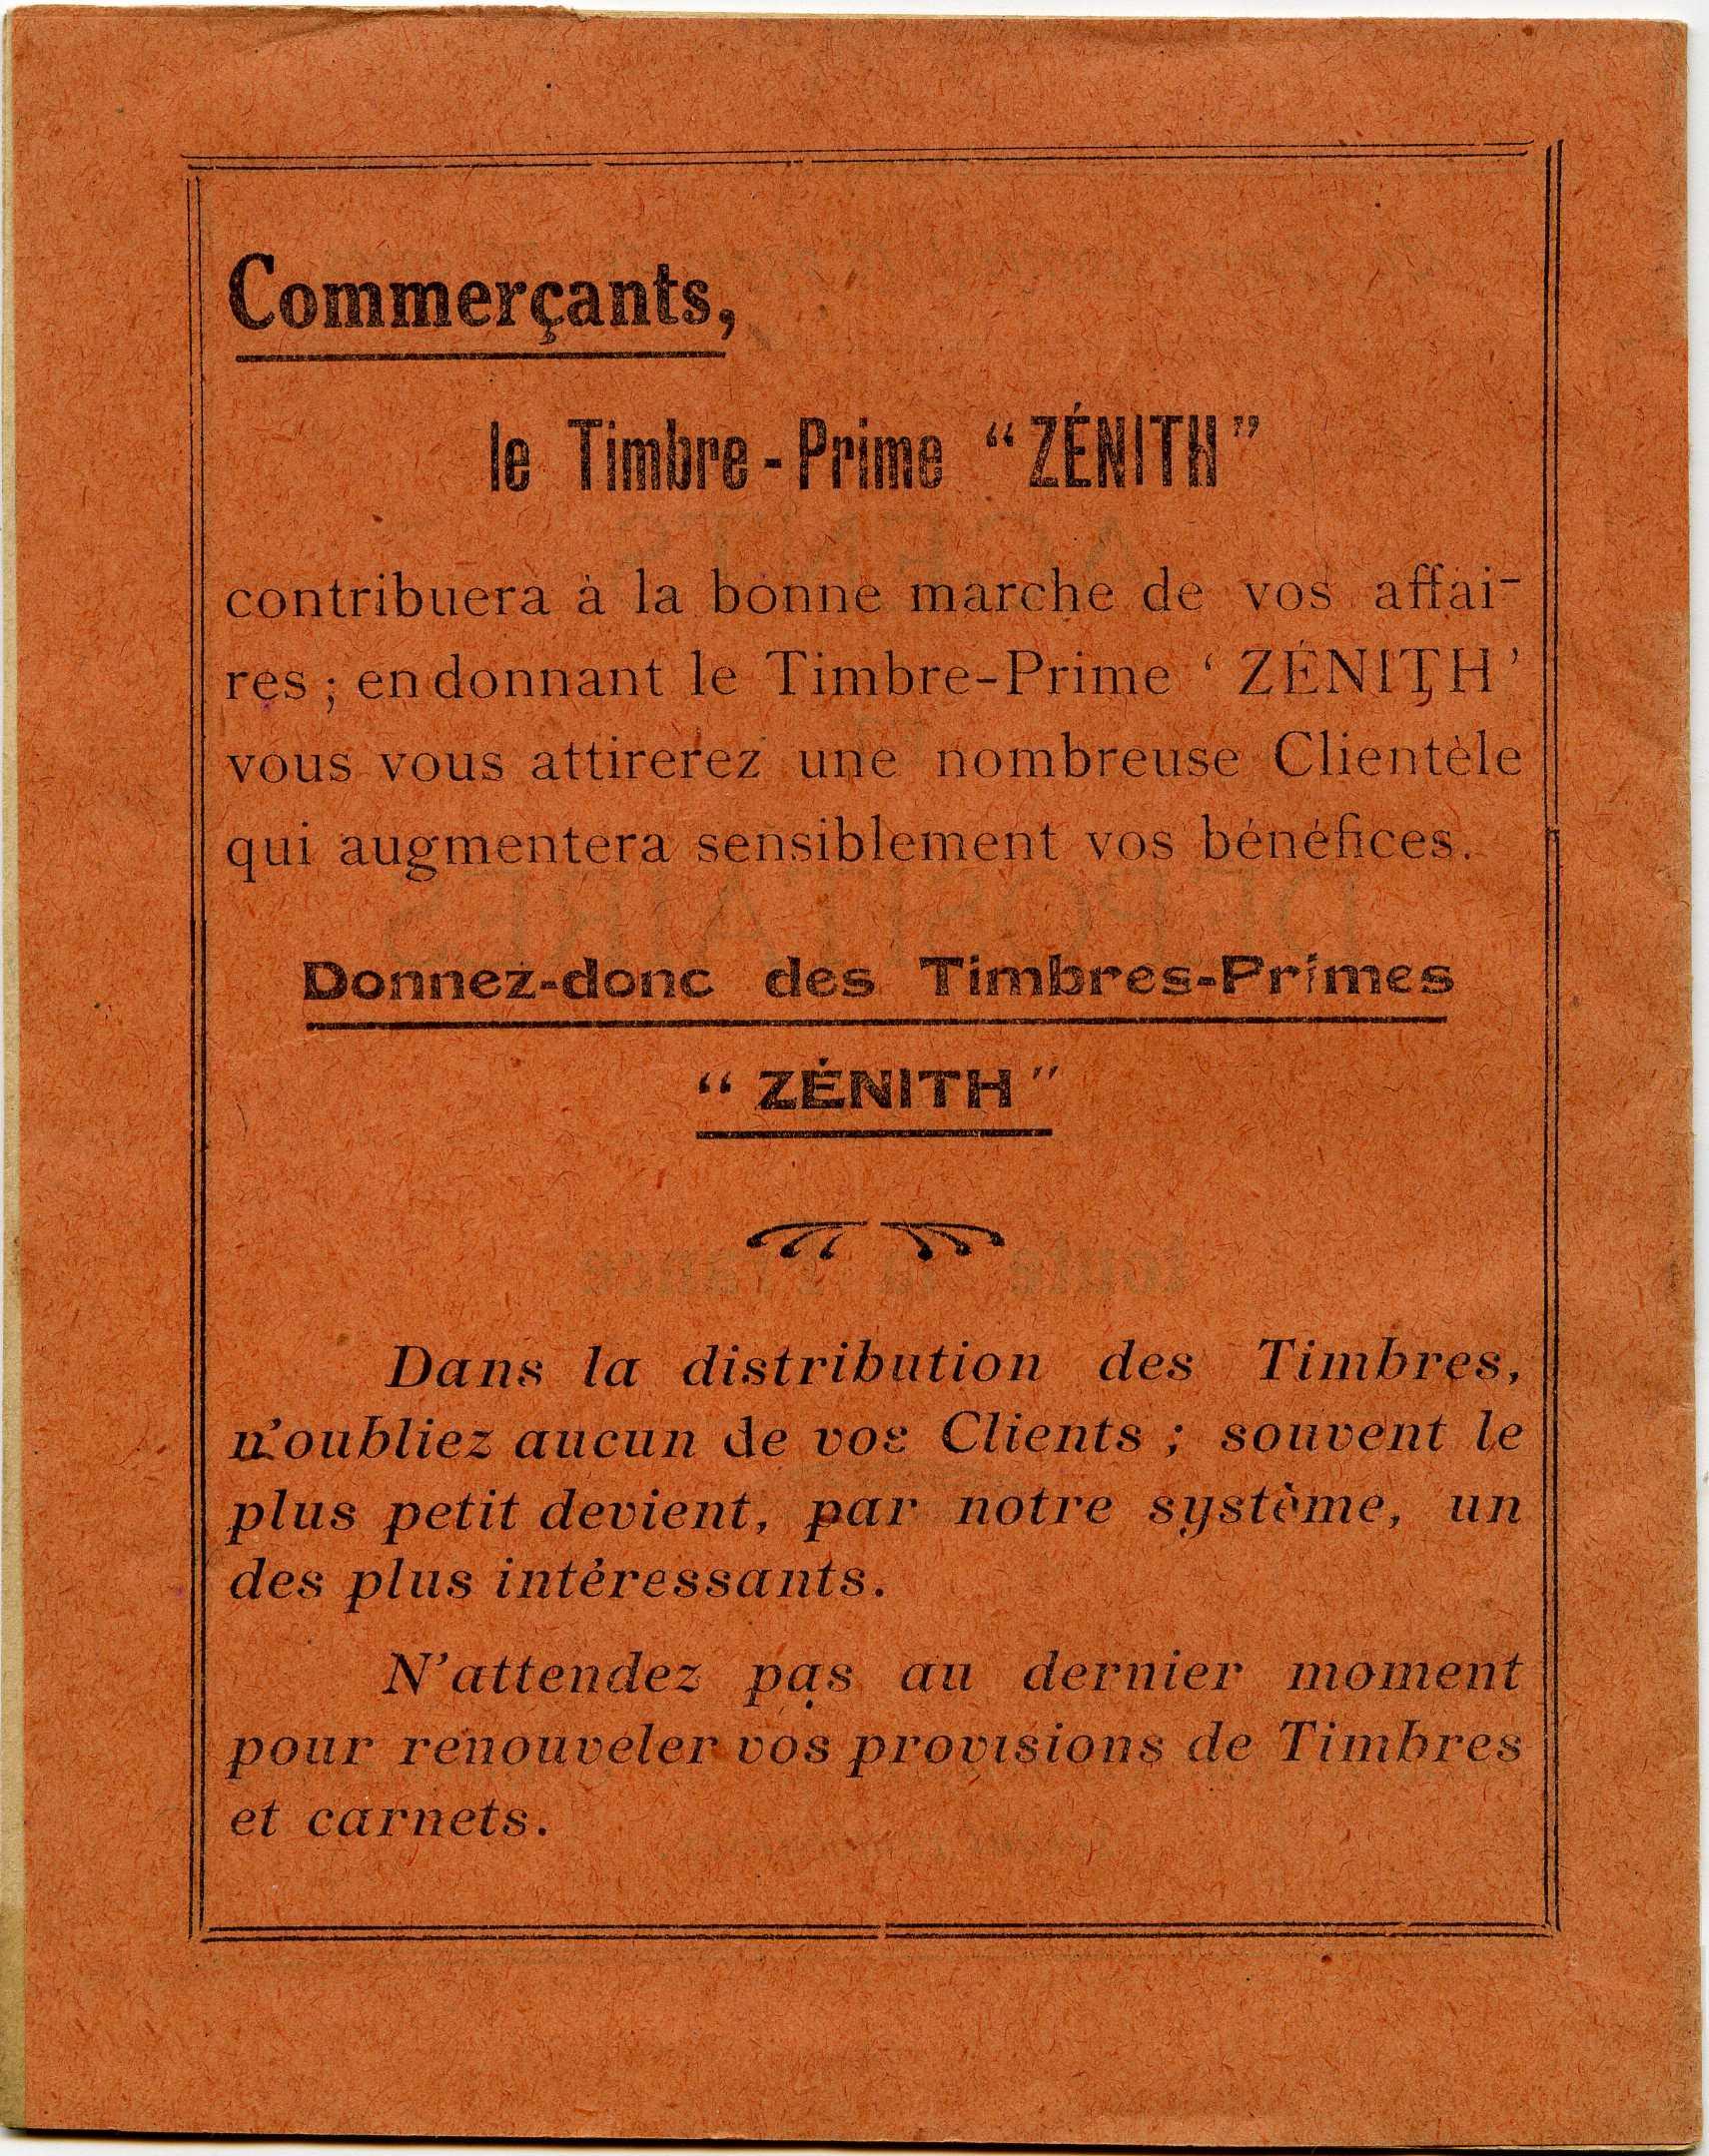 Commerçants,
le Timbre-Prime “ZÉNITH”
contribuera à la bonne marche de vos affai-
res ; en donnant le Timbre-Prime ‘ ZÉNITH ’
vous vous attirerez une nombreuse Clientèle
qui augmentera sensiblement vos bénéfices.
Donnez-donc des Timbres-Primes
“ ZÉNITH ”
Dans la distribution des Timbres,
n'oubliez aucun de vos Clients ; souvent le
plus petit devient, par notre système, un
des plus intéressants.
N'attendez pas au dernier moment
pour renouveler vos provisions de Timbres
et carnets.